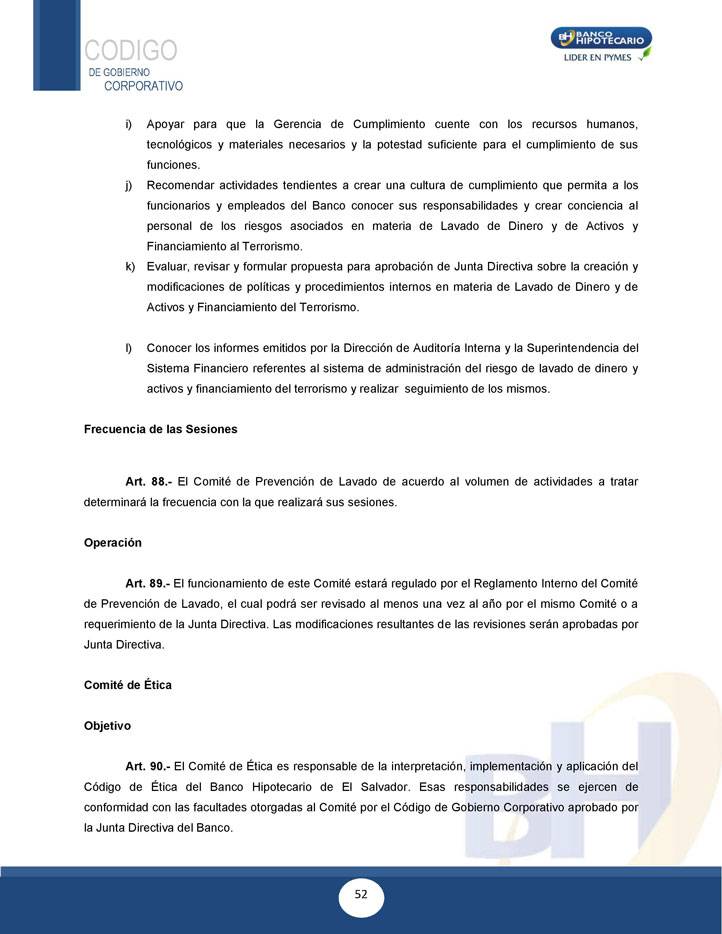 CODIGO
DE GOBIERNO
CORPORATIVO
BH BANCO
HIPOTECARIO
LIDER EN PYMES
i) Apoyar para que la Gerencia de Cumplimiento cuente con los recursos humanos,
tecnológicos y materiales necesarios y la potestad suficiente para el cumplimiento de sus
funciones.
j) Recomendar actividades tendientes a crear una cultura de cumplimiento que permita a los
funcionarios y empleados del Banco conocer sus responsabilidades y crear conciencia al
personal de los riesgos asociados en materia de Lavado de Dinero y de Activos y
Financiamiento al Terrorismo.
k) Evaluar, revisar y formular propuesta para aprobación de Junta Directiva sobre la creación y
modificaciones de políticas y procedimientos internos en materia de Lavado de Dinero y de
Activos y Financiamiento del Terrorismo.
l) Conocer los informes emitidos por la Dirección de Auditoría Interna y la Superintendencia del
Sistema Financiero referentes al sistema de administración del riesgo de lavado de dinero y
activos y financiamiento del terrorismo y realizar seguimiento de los mismos.
Frecuencia de las Sesiones
Art. 88.- El Comité de Prevención de Lavado de acuerdo al volumen de actividades a tratar
determinará la frecuencia con la que realizará sus sesiones.
Operación
Art. 89.- El funcionamiento de este Comité estará regulado por el Reglamento Interno del Comité
de Prevención de Lavado, el cual podrá ser revisado al menos una vez al año por el mismo Comité o a
requerimiento de la Junta Directiva. Las modificaciones resultantes de las revisiones serán aprobadas por
Junta Directiva.
Comité de Ética
Objetivo
Art. 90.- El Comité de Ética es responsable de la interpretación, implementación y aplicación del
Código de Ética del Banco Hipotecario de El Salvador. Esas responsabilidades se ejercen de
conformidad con las facultades otorgadas al Comité por el Código de Gobierno Corporativo aprobado por
la Junta Directiva del Banco.
BH
52